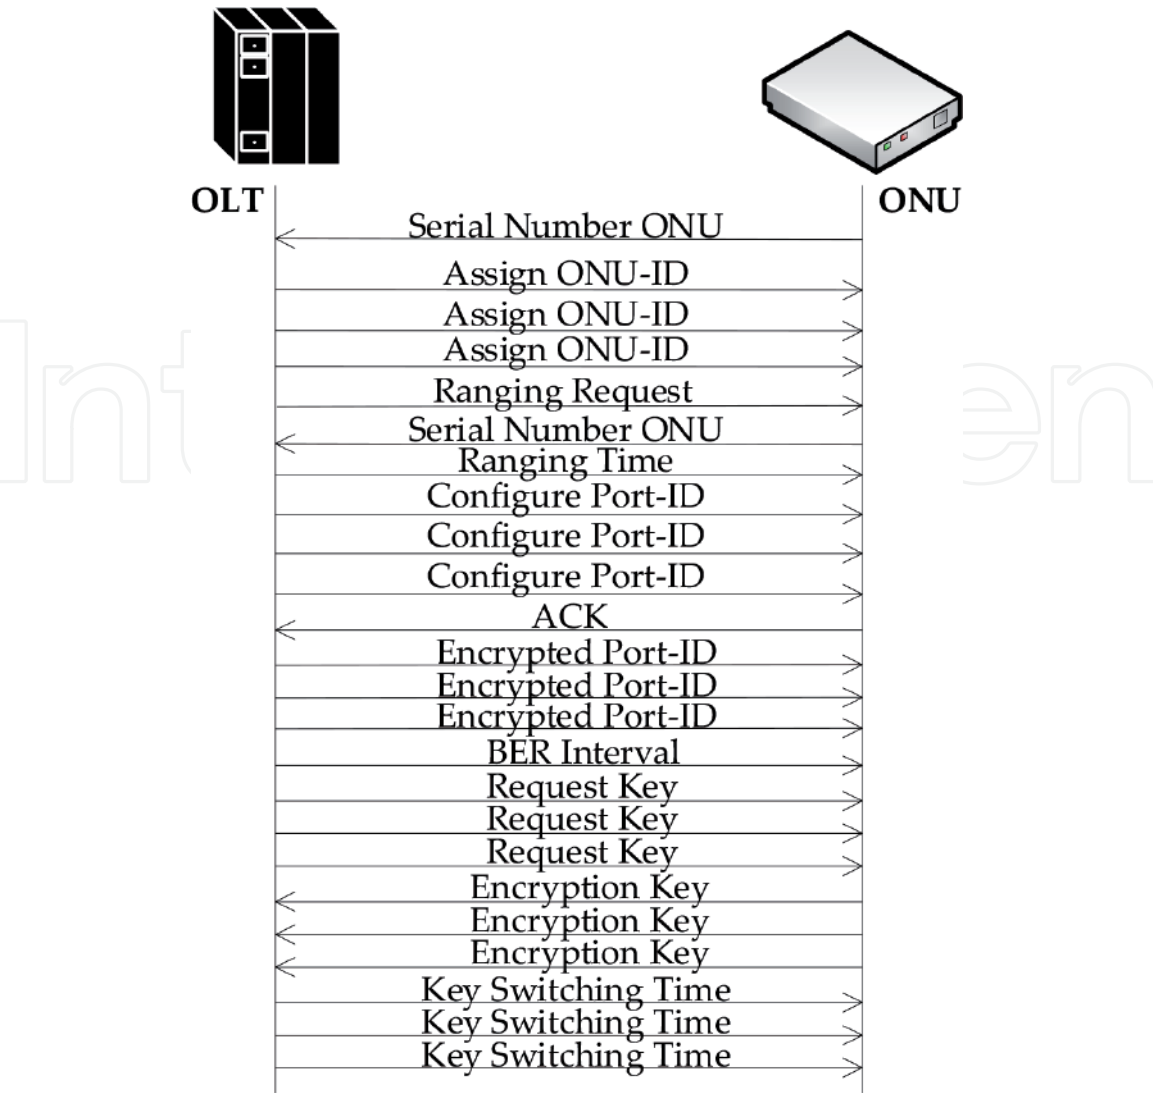 OLT
ONU
Serial Number ONU
Assign ONU-ID
Assign ONU-ID
Assign ONU-ID
Ranging Request
Serial Number ONU
Ranging Time
Configure Port-ID
Configure Port-ID
Configure Port-ID
ACK
Encrypted Port-ID
Encrypted Port-ID
Encrypted Port-ID
BER Interval
Request Key
Request Key
Request Key
Encryption Key
Encryption Key
Encryption Key
Key Switching Time
Key Switching Time
Key Switching Time